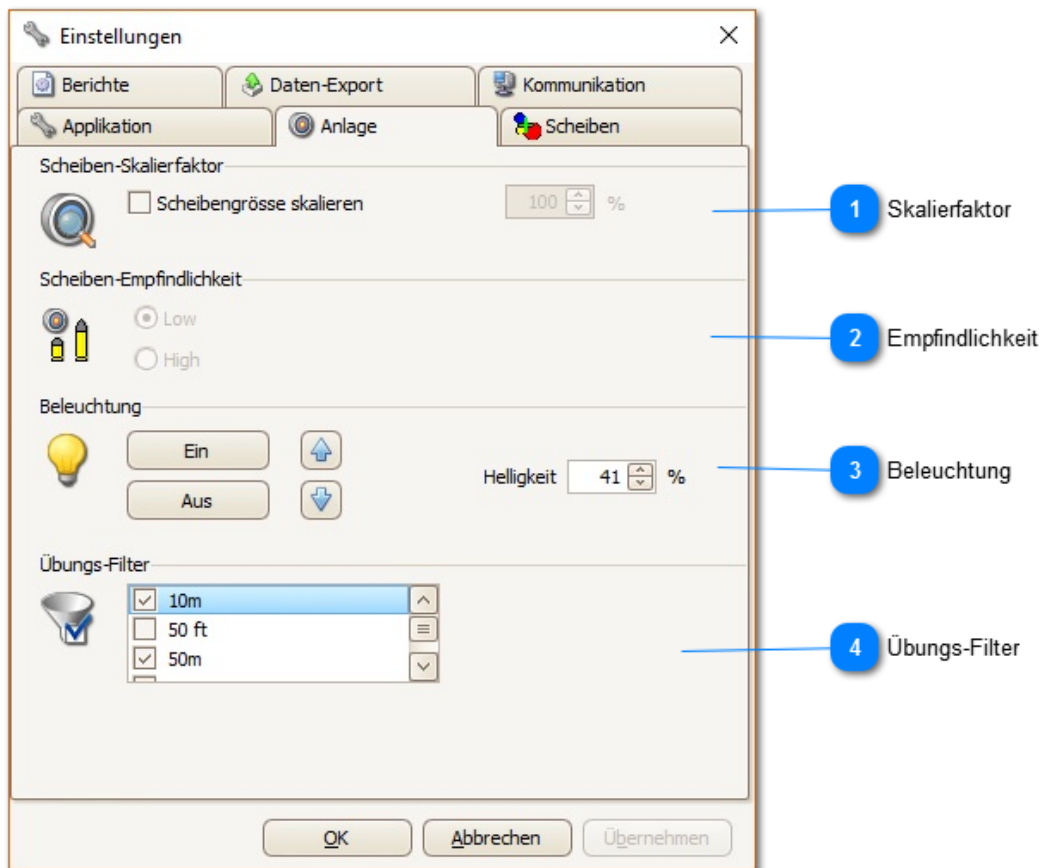 Einstellungen
Berichte
Daten-Export
Kommunikation
Applikation
Anlage
Scheiben
Scheiben-Skalierfaktor
Scheibengrösse skalieren
100 %
1 Skalierfaktor
Scheiben-Empfindlichkeit
Low
High
2 Empfindlichkeit
Beleuchtung
Ein
Aus
Helligkeit 41 %
3 Beleuchtung
Übungs-Filter
10m
50 ft
50m
4 Übungs-Filter
OK
Abbrechen
Übernehmen